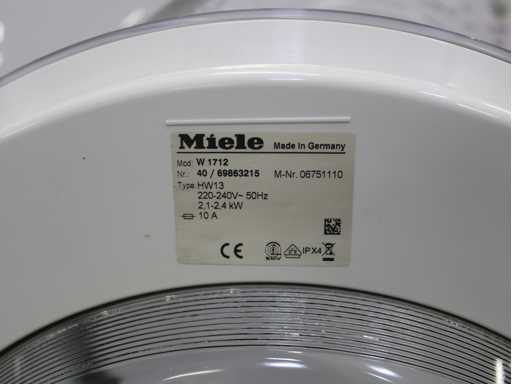 Miele Made in Germany
Mod. W 1712
Nr.: 40 / 69863215 M-Nr. 06751110
Type: HW13
220-240V~ 50Hz
2,1-2,4 kW
10 A
CE IPX4